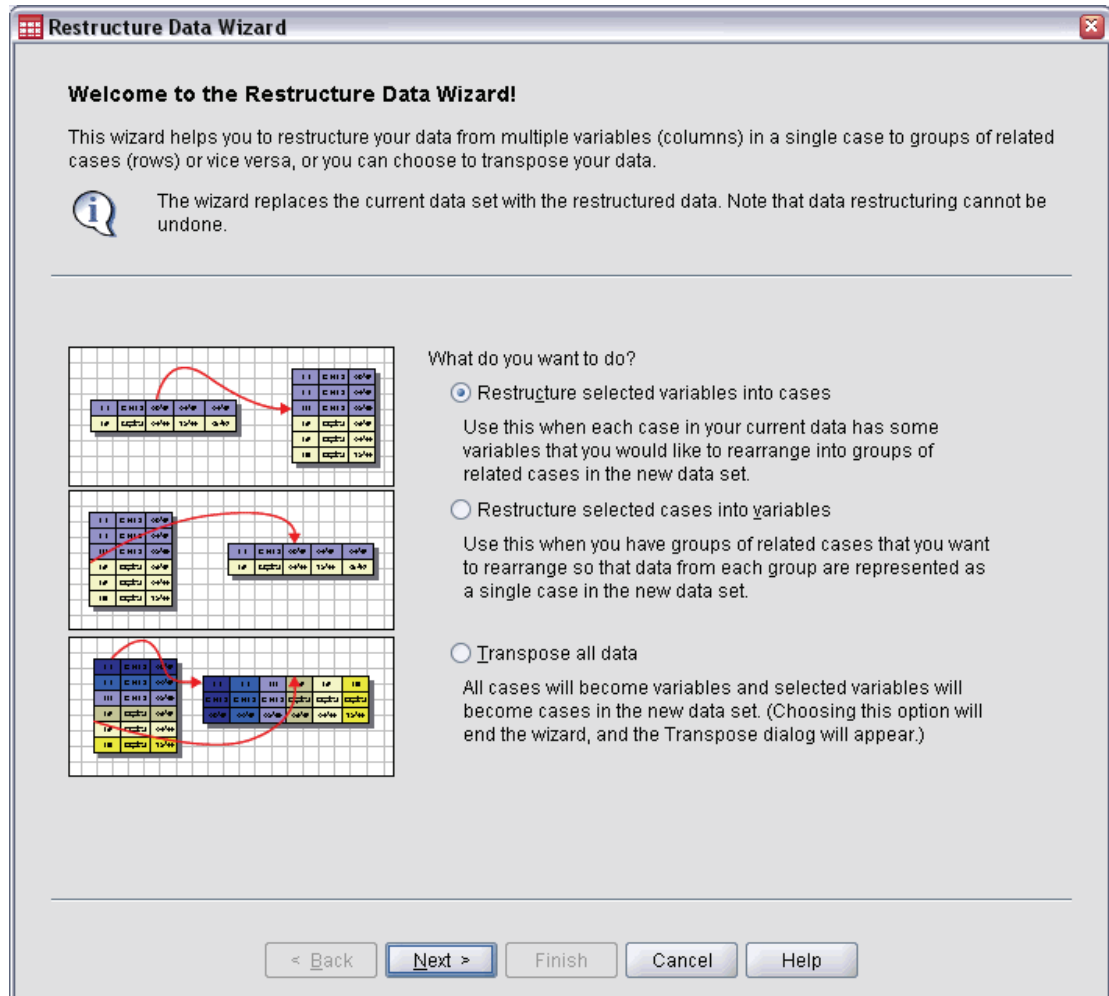 Restructure Data Wizard
Welcome to the Restructure Data Wizard!
This wizard helps you to restructure your data from multiple variables (columns) in a single case to groups of related
cases (rows) or vice versa, or you can choose to transpose your data.
The wizard replaces the current data set with the restructured data. Note that data restructuring cannot be
undone.
What do you want to do?
Restructure selected variables into cases
Use this when each case in your current data has some
variables that you would like to rearrange into groups of
related cases in the new data set.
Restructure selected cases into variables
Use this when you have groups of related cases that you want
to rearrange so that data from each group are represented as
a single case in the new data set.
Transpose all data
All cases will become variables and selected variables will
become cases in the new data set. (Choosing this option will
end the wizard, and the Transpose dialog will appear.)
< Back
Next >
Finish
Cancel
Help